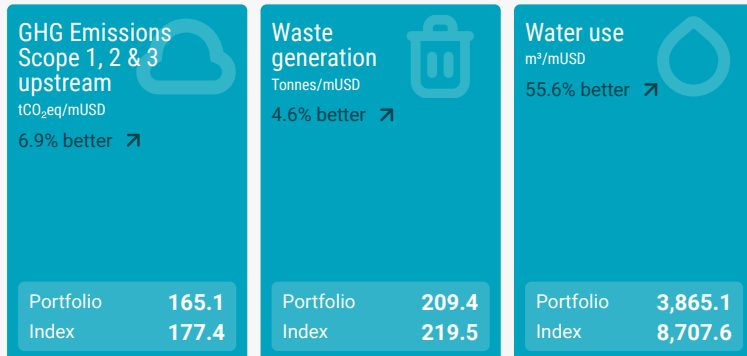 GHG Emissions
Scope 1, 2 & 3
upstream
tCO₂eq/mUSD
6.9% better
Portfolio 165.1
Index 177.4
Waste
generation
Tonnes/mUSD
4.6% better
Portfolio 209.4
Index 219.5
Water use
m³/mUSD
55.6% better
Portfolio 3,865.1
Index 8,707.6